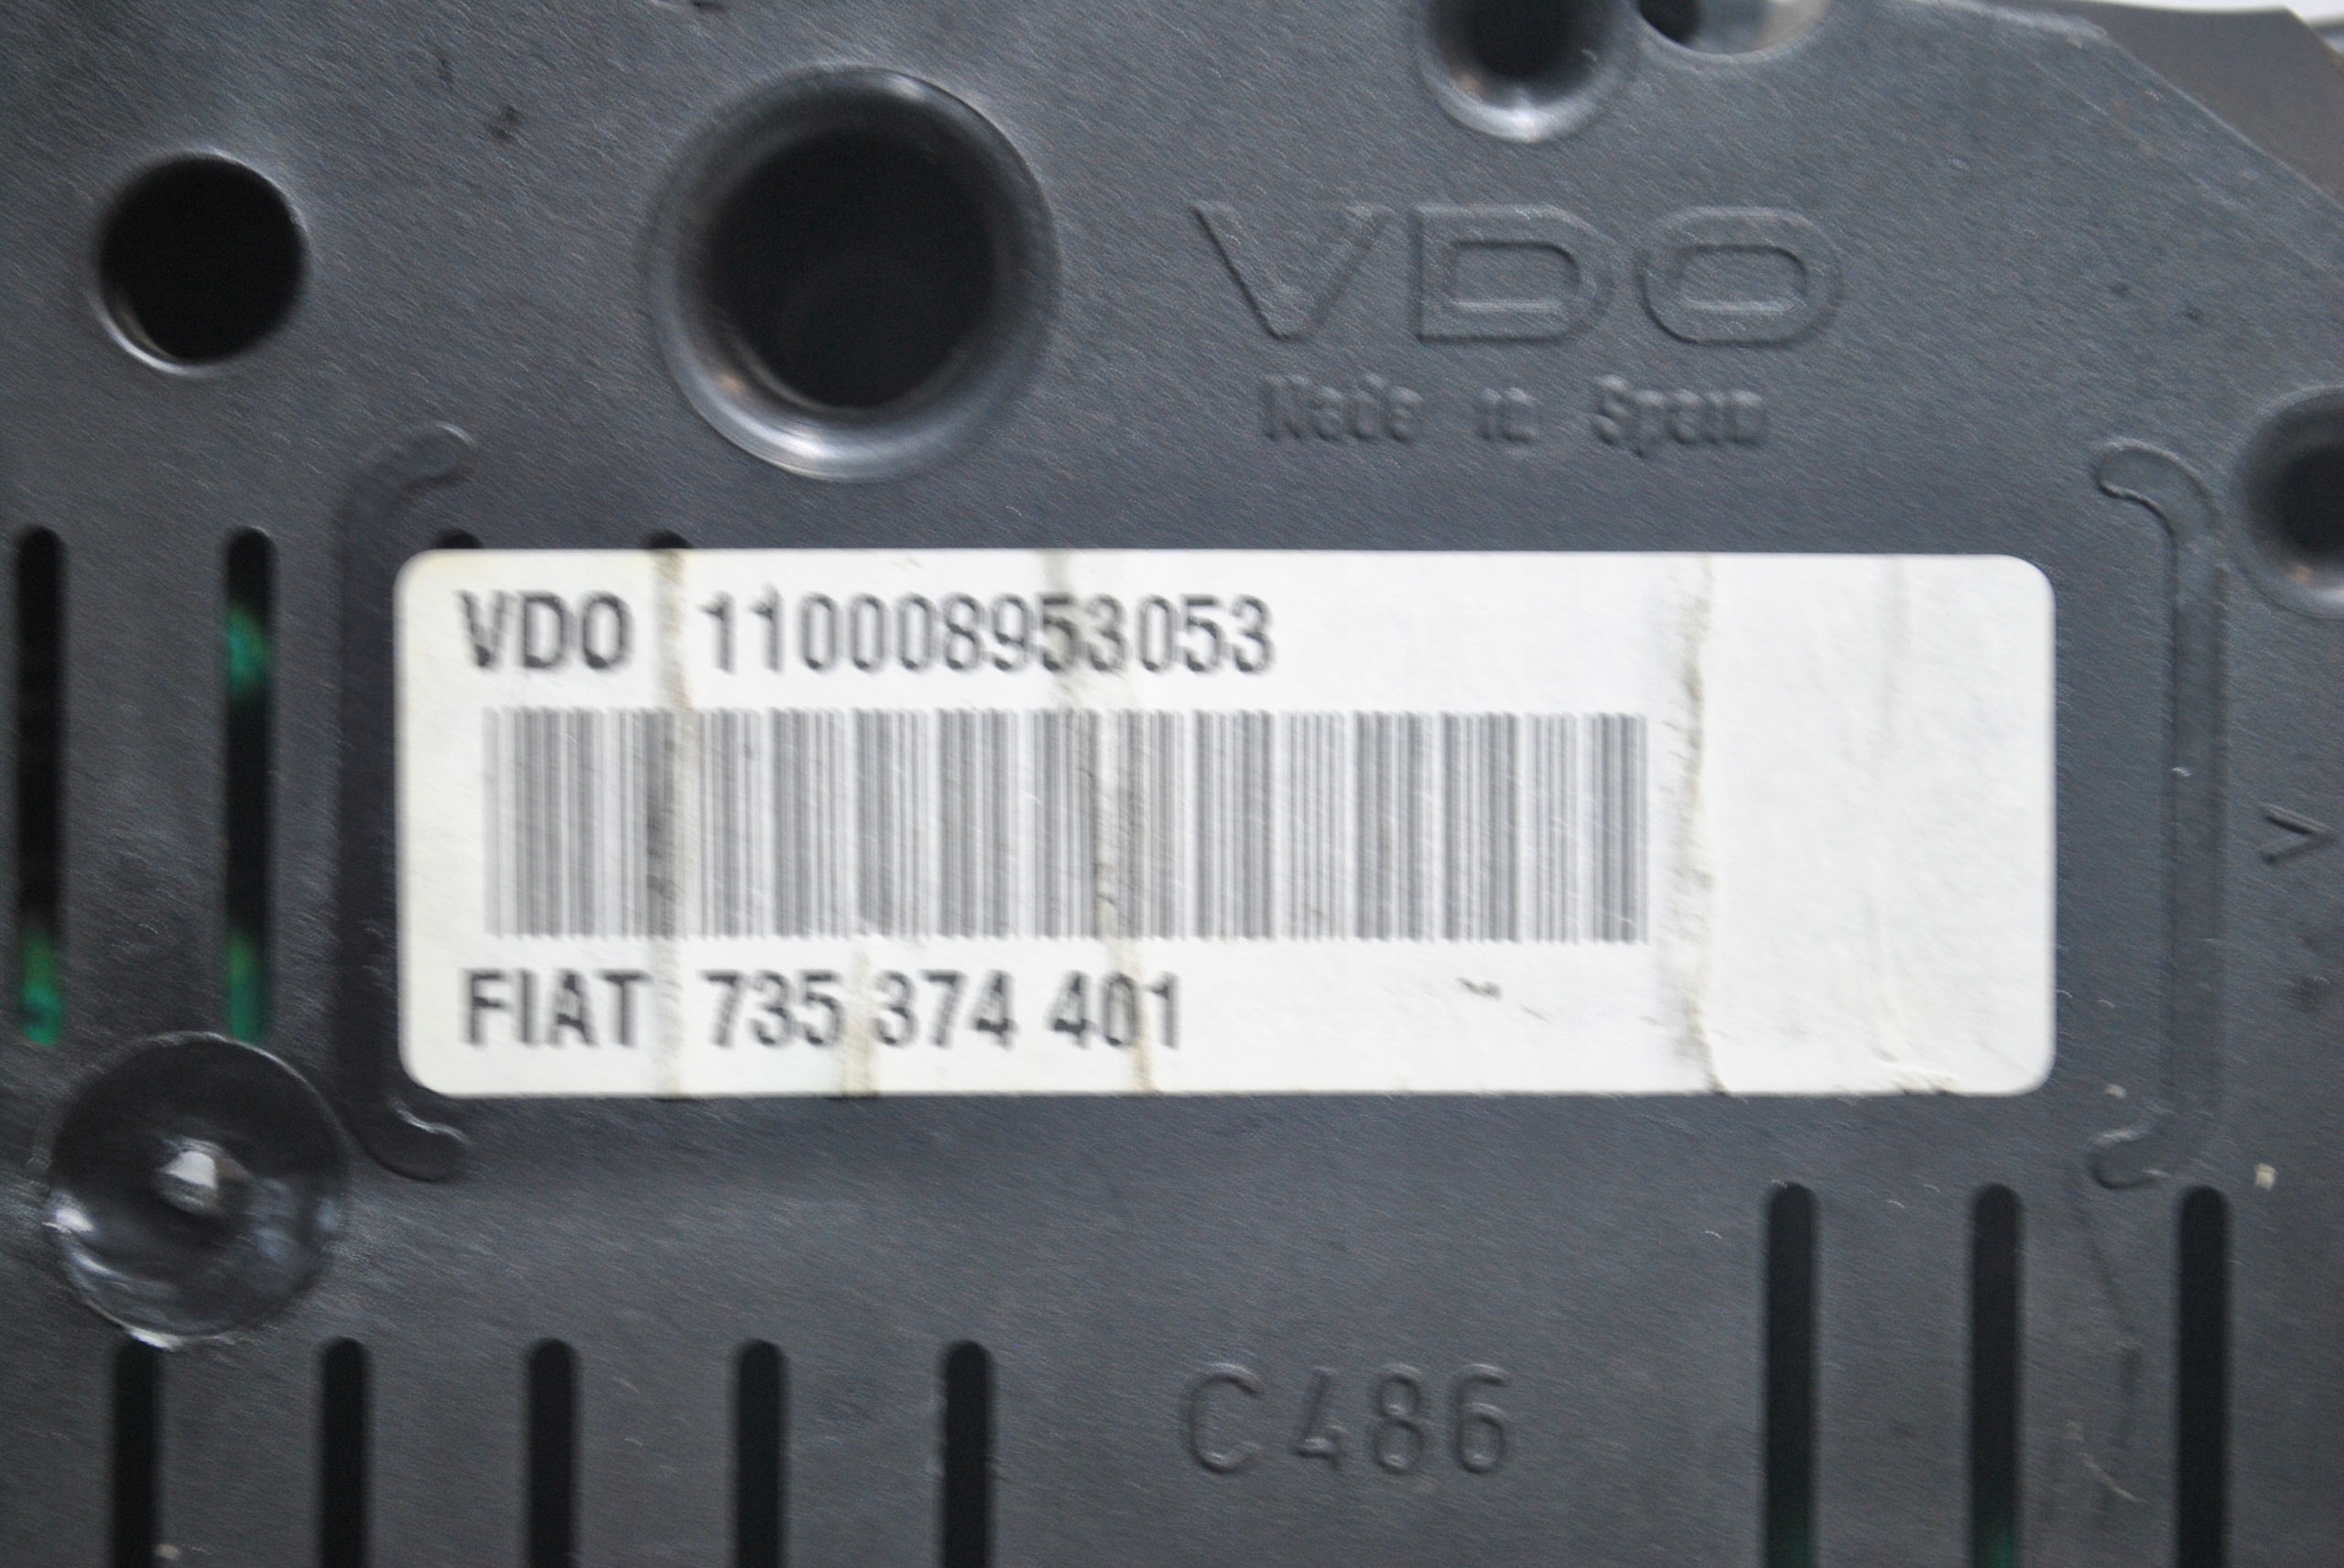 VDO
Made in Spain
VDO 110008953053
FIAT 735 374 401
C486